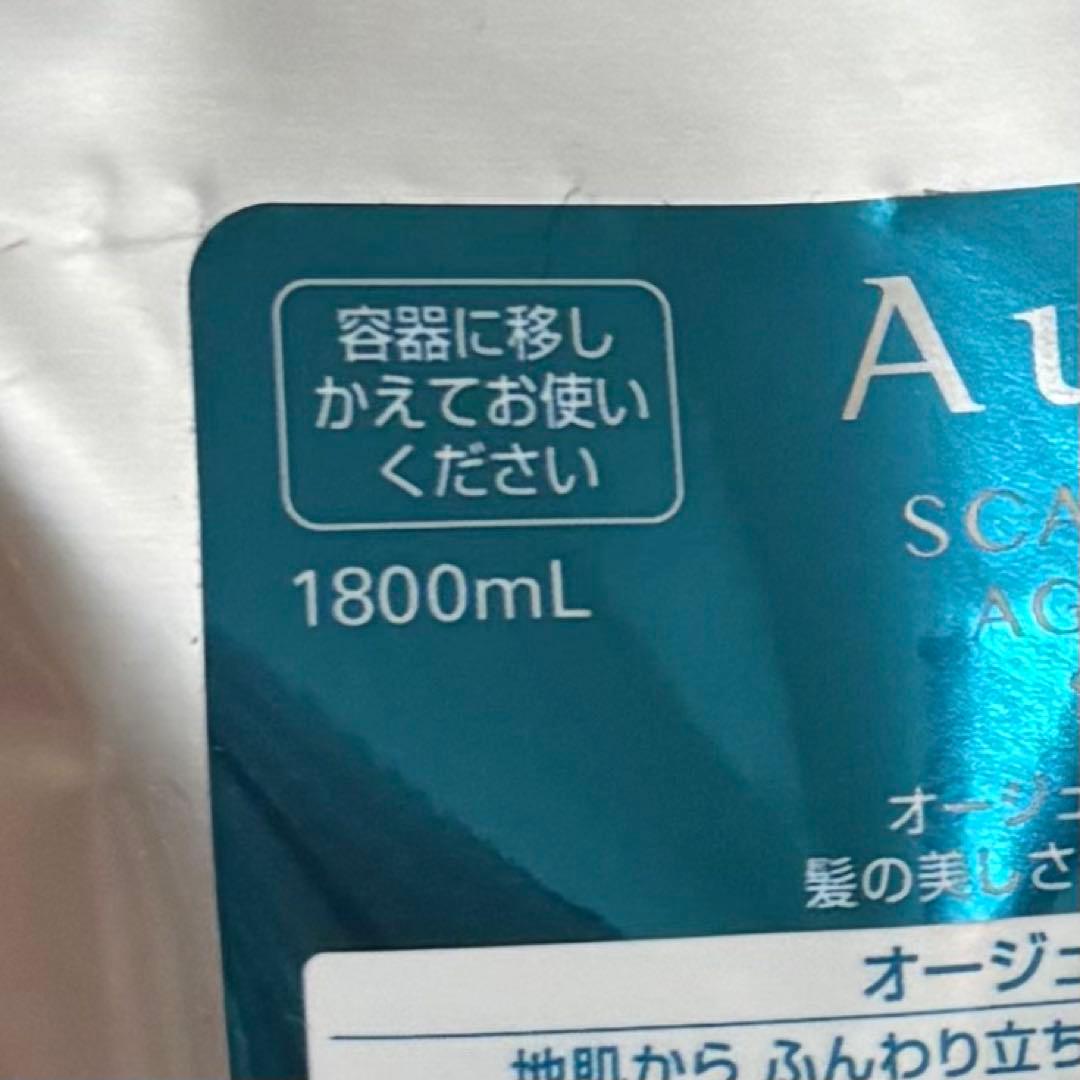 容器に移し
かえてお使い
ください
1800mL
Au
SCA
AG
オージェ
髪の美しさ
オージュ
地肌から ふんわり立ち